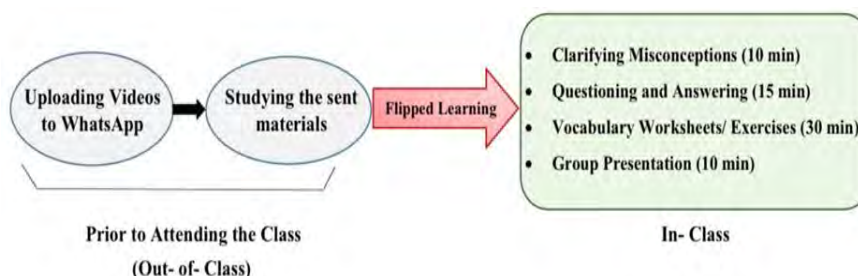 Uploading Videos
to WhatsApp
Studying the sent
materials
Flipped Learning
• Clarifying Misconceptions (10 min)
• Questioning and Answering (15 min)
• Vocabulary Worksheets/ Exercises (30 min)
• Group Presentation (10 min)
Prior to Attending the Class
(Out- of- Class)
In- Class